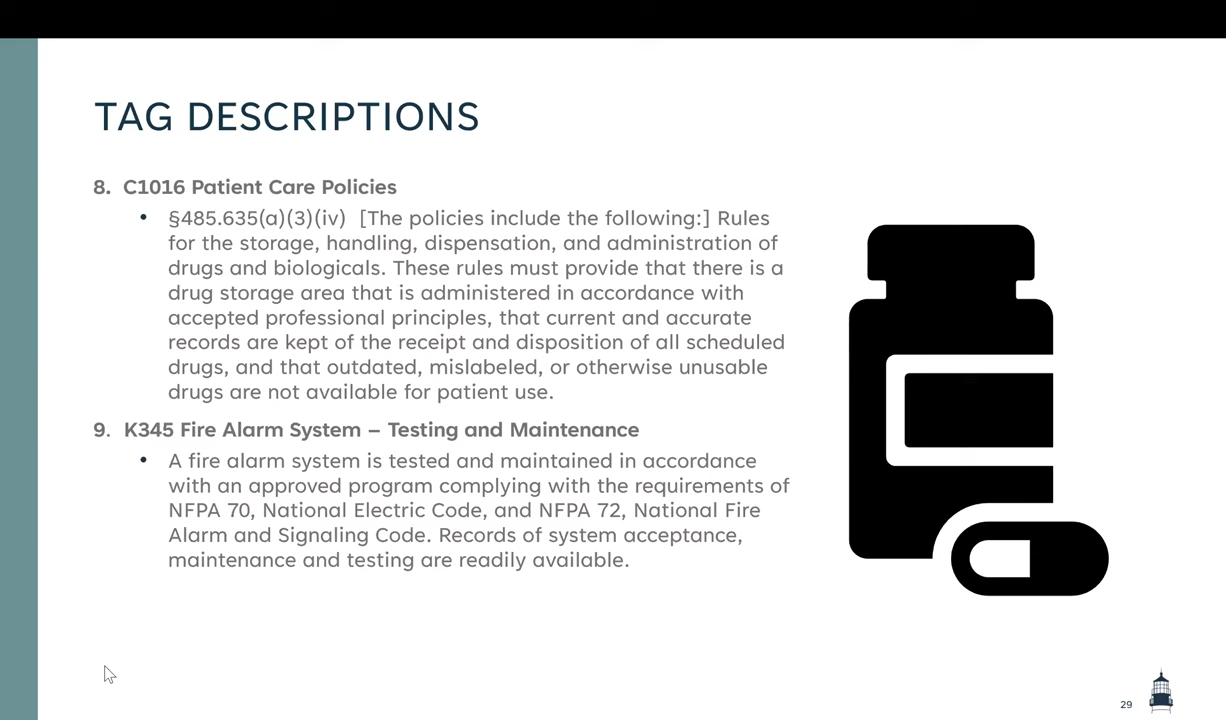 TAG DESCRIPTIONS
8. C1016 Patient Care Policies
• §485.635(a)(3)(iv) [The policies include the following:] Rules
for the storage, handling, dispensation, and administration of
drugs and biologicals. These rules must provide that there is a
drug storage area that is administered in accordance with
accepted professional principles, that current and accurate
records are kept of the receipt and disposition of all scheduled
drugs, and that outdated, mislabeled, or otherwise unusable
drugs are not available for patient use.
9. K345 Fire Alarm System – Testing and Maintenance
• A fire alarm system is tested and maintained in accordance
with an approved program complying with the requirements of
NFPA 70, National Electric Code, and NFPA 72, National Fire
Alarm and Signaling Code. Records of system acceptance,
maintenance and testing are readily available.
29